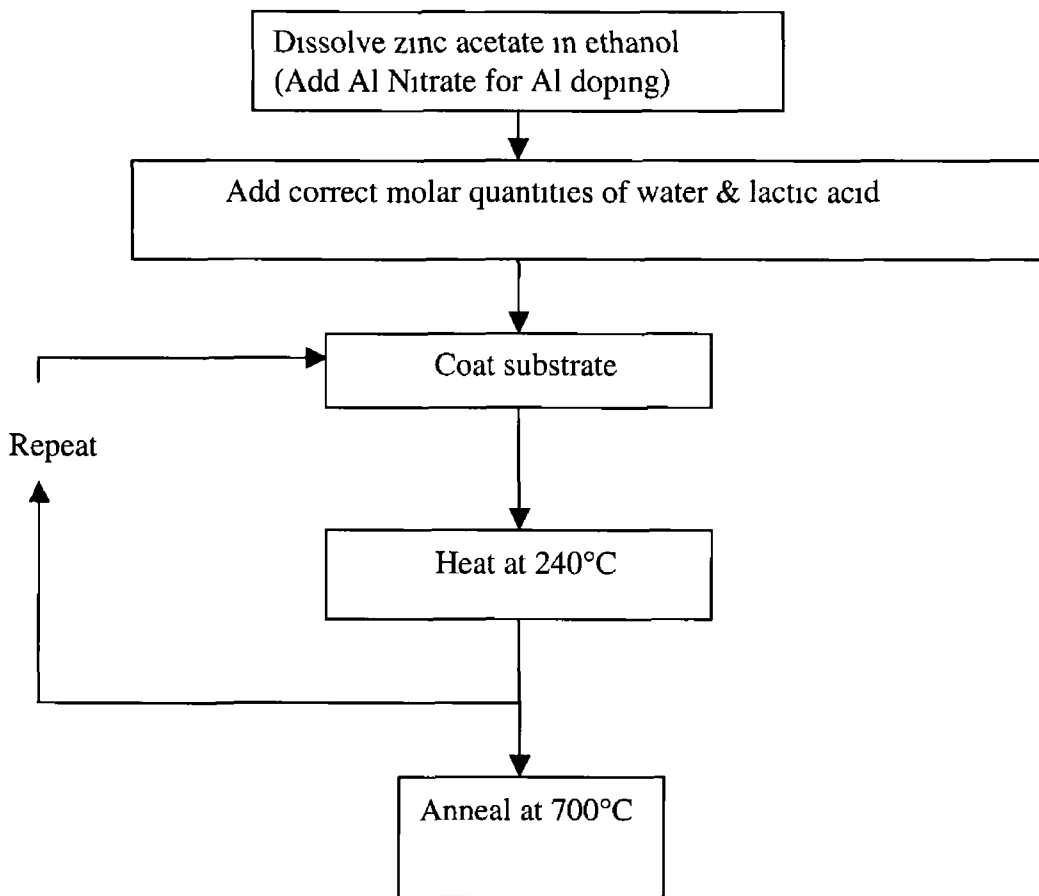 Dissolve zinc acetate in ethanol
(Add Al Nitrate for Al doping)
Add correct molar quantities of water & lactic acid
Coat substrate
Repeat
Heat at 240°C
Anneal at 700°C